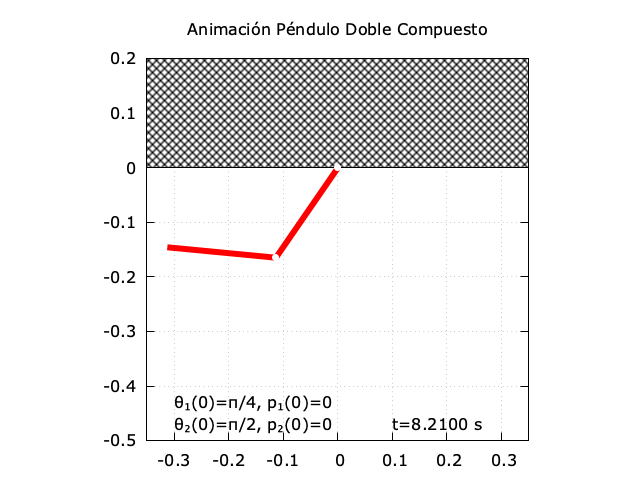 Animación Péndulo Doble Compuesto
0.2
0.1
0
-0.1
-0.2
-0.3
-0.4
-0.5
θ₁(0)=π/4, p₁(0)=0
θ₂(0)=π/2, p₂(0)=0 t=8.2100 s
-0.3 -0.2 -0.1 0 0.1 0.2 0.3